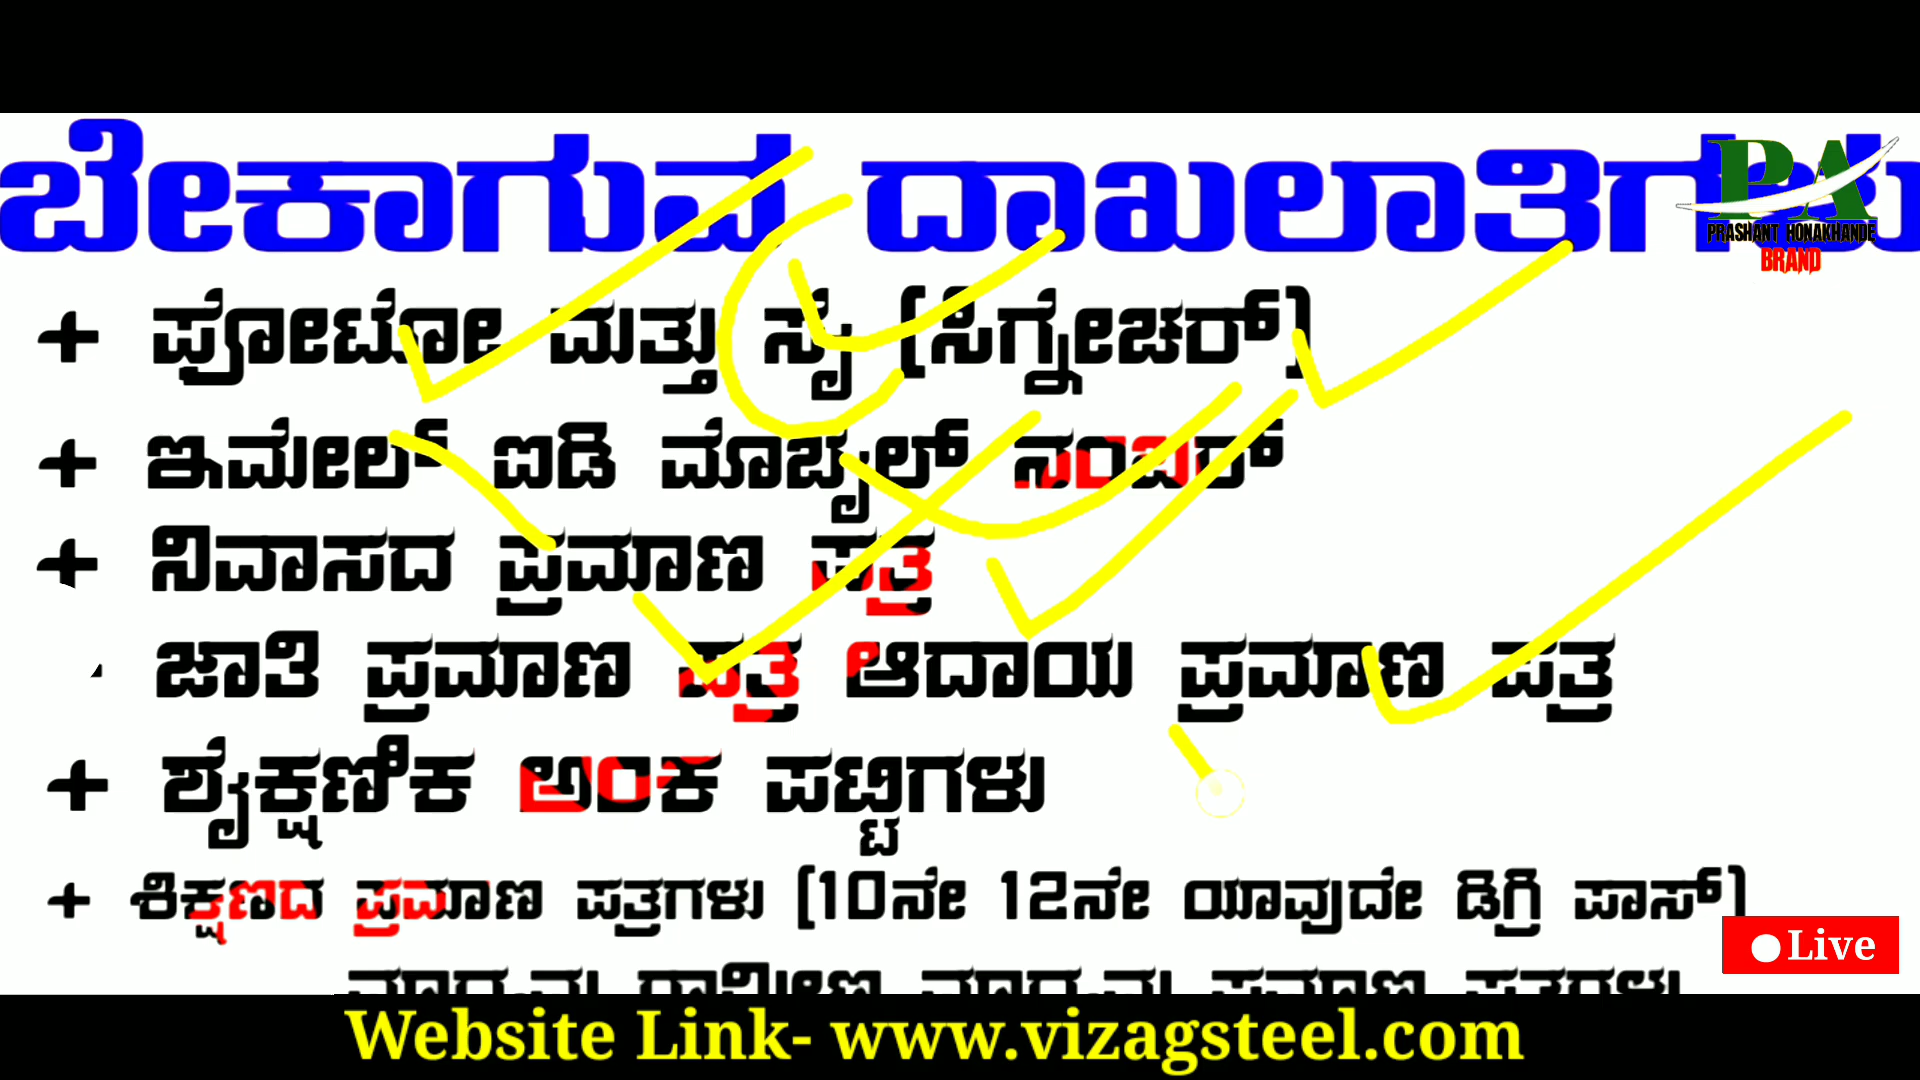 ಬೇಕಾಗುವ ದಾಖಲಾತಿಗಳು
PA
PRASHANT HONAKHANDE
BRAND
+ ಪೋಟೋ ಮತ್ತು ಸೈ (ಸಿಗ್ನೇಚರ್)
+ ಇಮೇಲ್ ಐಡಿ ಮೊಬೈಲ್ ನಂಬರ್
+ ನಿವಾಸದ ಪ್ರಮಾಣ ಪತ್ರ
ಜಾತಿ ಪ್ರಮಾಣ ಪತ್ರ ಆದಾಯ ಪ್ರಮಾಣ ಪತ್ರ
+ ಶೈಕ್ಷಣಿಕ ಅಂಕ ಪಟ್ಟಿಗಳು
+ ಶಿಕ್ಷಣದ ಪ್ರಮಾಣ ಪತ್ರಗಳು (10ನೇ 12ನೇ ಯಾವುದೇ ಡಿಗ್ರಿ ಪಾಸ್)
Live
Website Link- www.vizagsteel.com